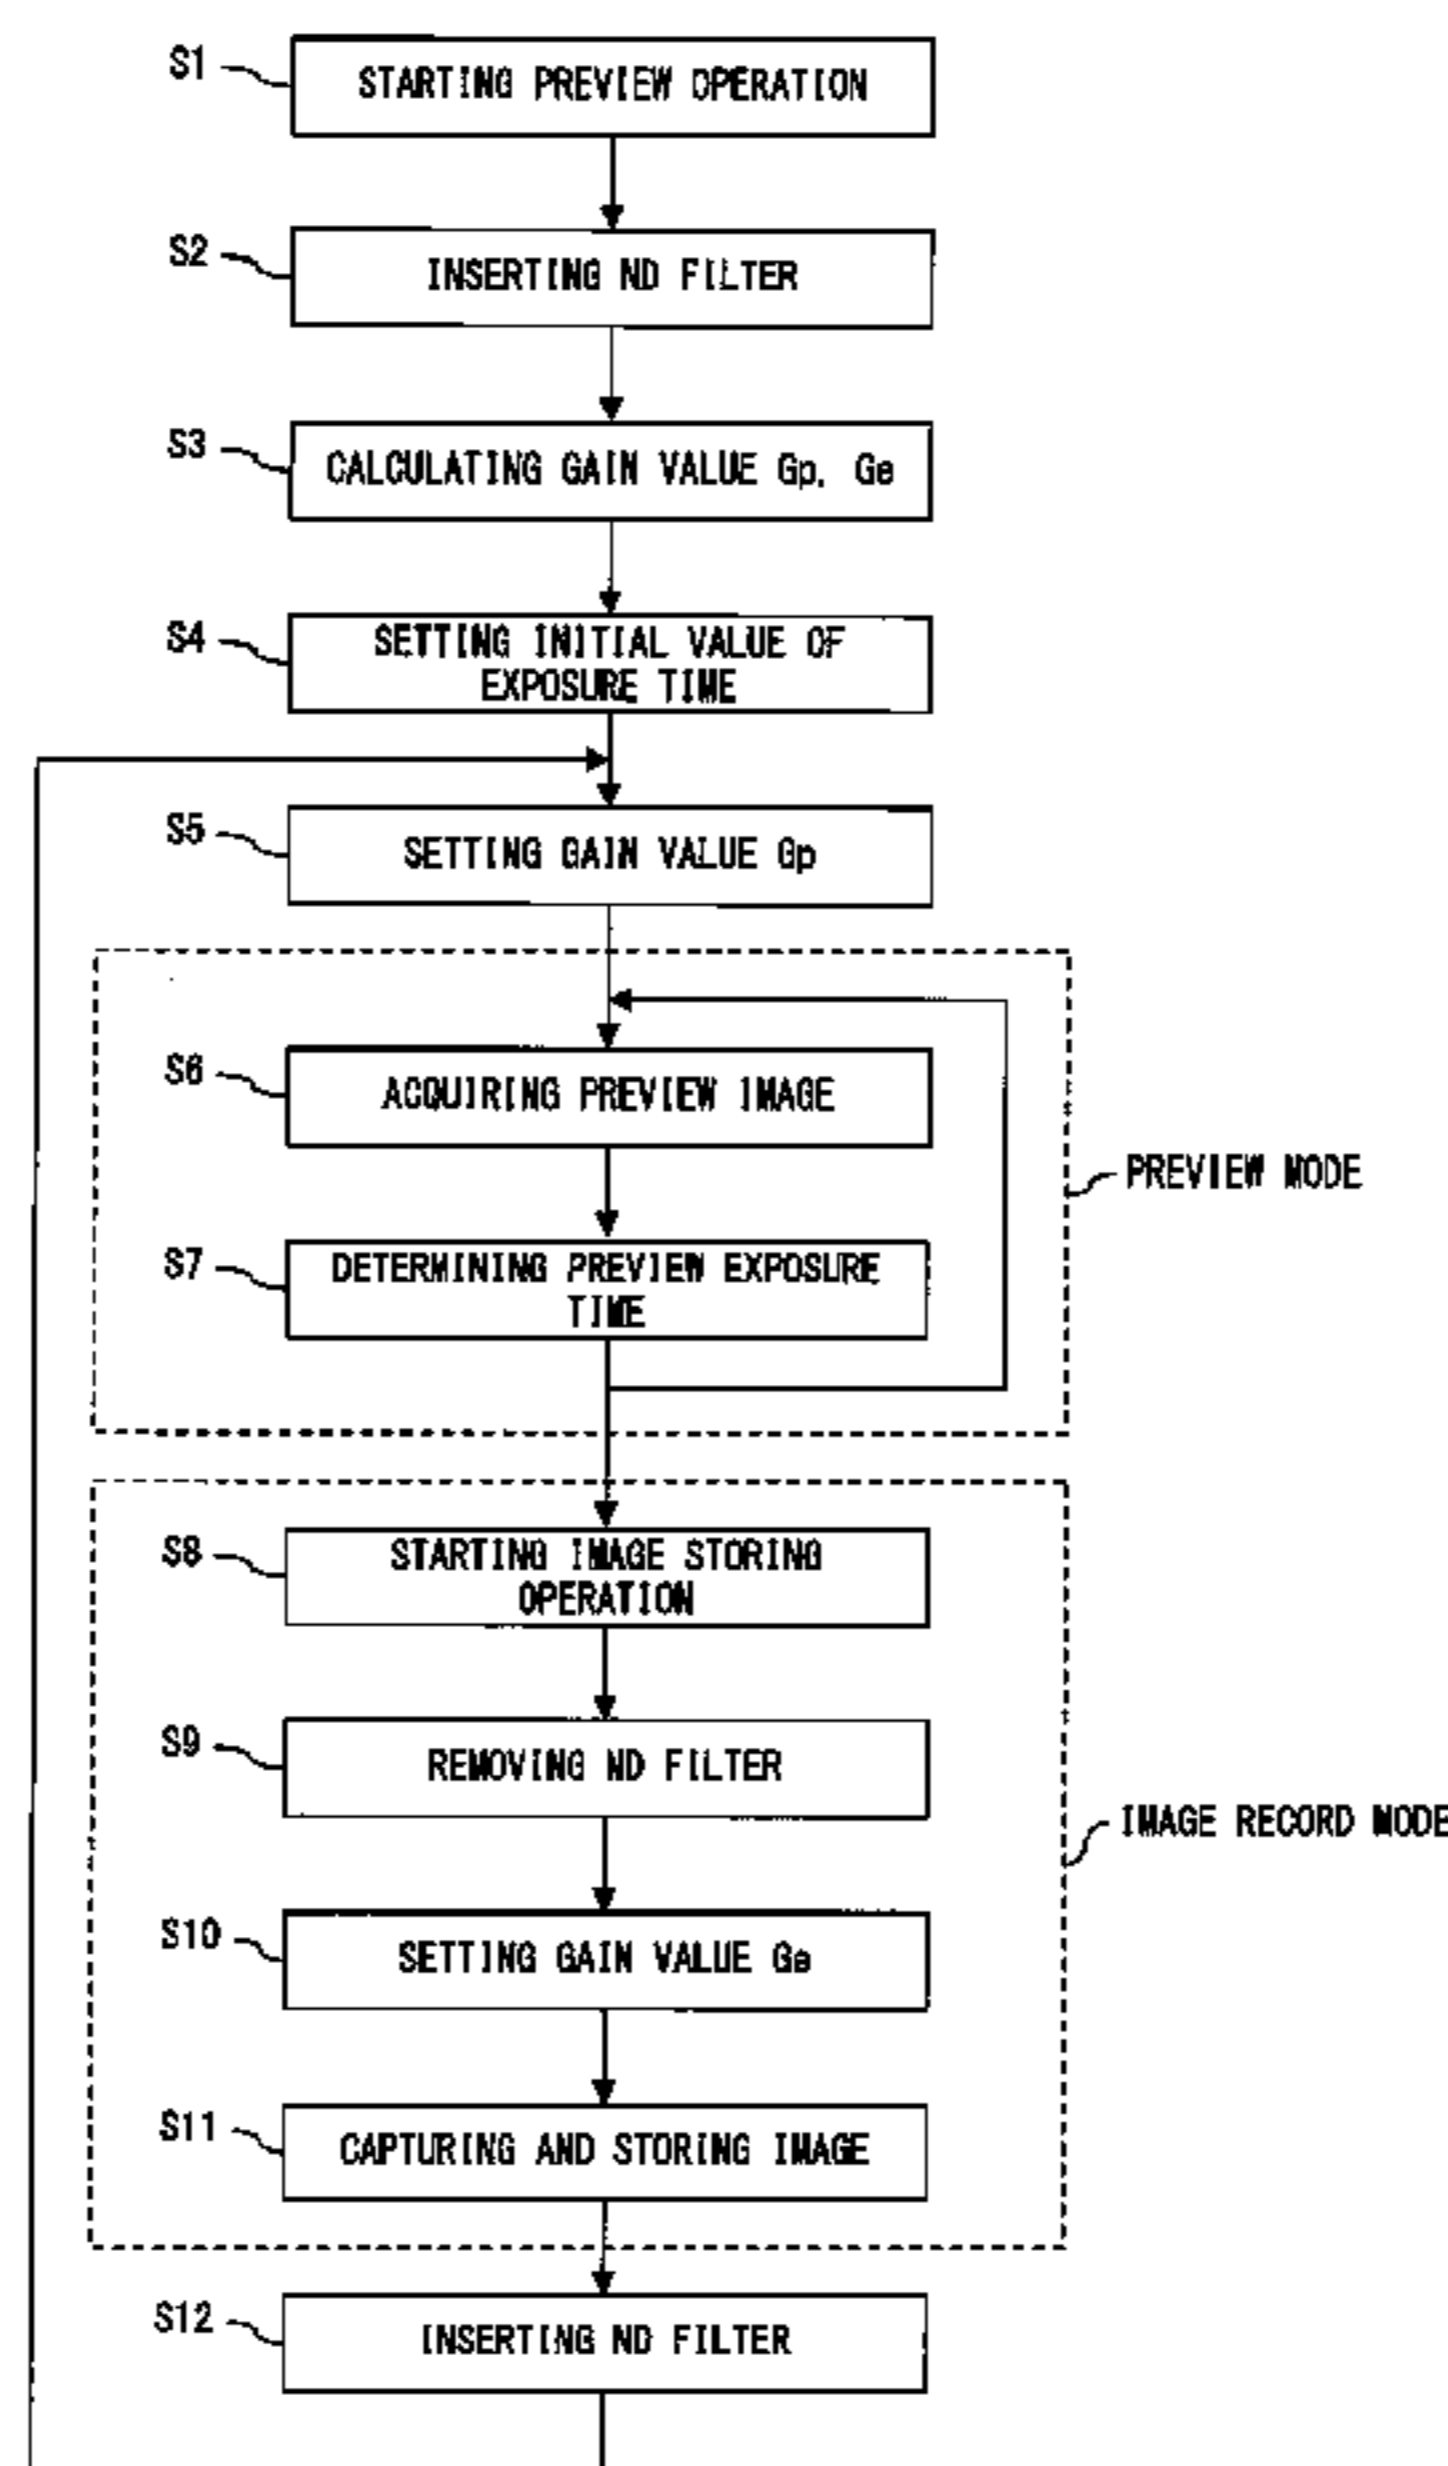 S1
STARTING PREVIEW OPERATION
S2
INSERTING ND FILTER
S3
CALCULATING GAIN VALUE Gp, Ge
S4
SETTING INITIAL VALUE OF
EXPOSURE TIME
S5
SETTING GAIN VALUE Gp
S6
ACQUIRING PREVIEW IMAGE
S7
DETERMINING PREVIEW EXPOSURE
TIME
PREVIEW MODE
S8
STARTING IMAGE STORING
OPERATION
S9
REMOVING ND FILTER
IMAGE RECORD MODE
S10
SETTING GAIN VALUE Ge
S11
CAPTURING AND STORING IMAGE
S12
INSERTING ND FILTER